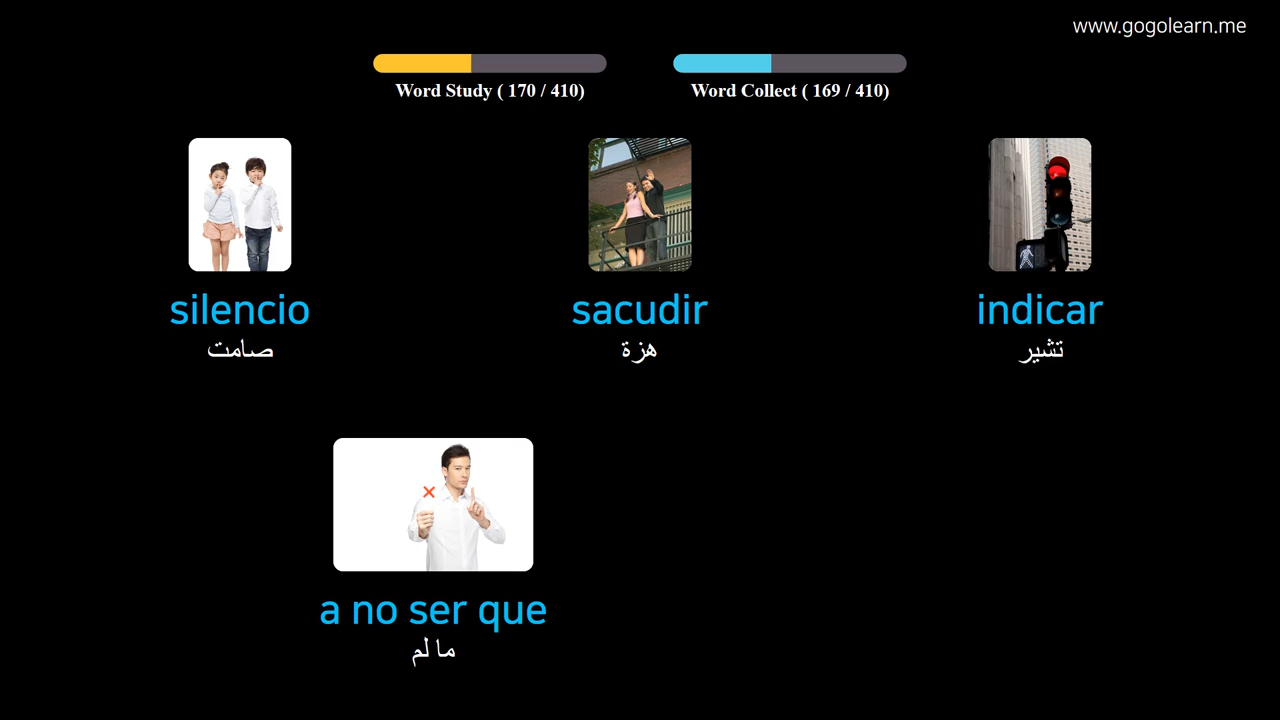 www.gogolearn.me
Word Study ( 170 / 410)
Word Collect ( 169 / 410)
silencio
صامت
sacudir
هزة
indicar
تشير
a no ser que
ما لم